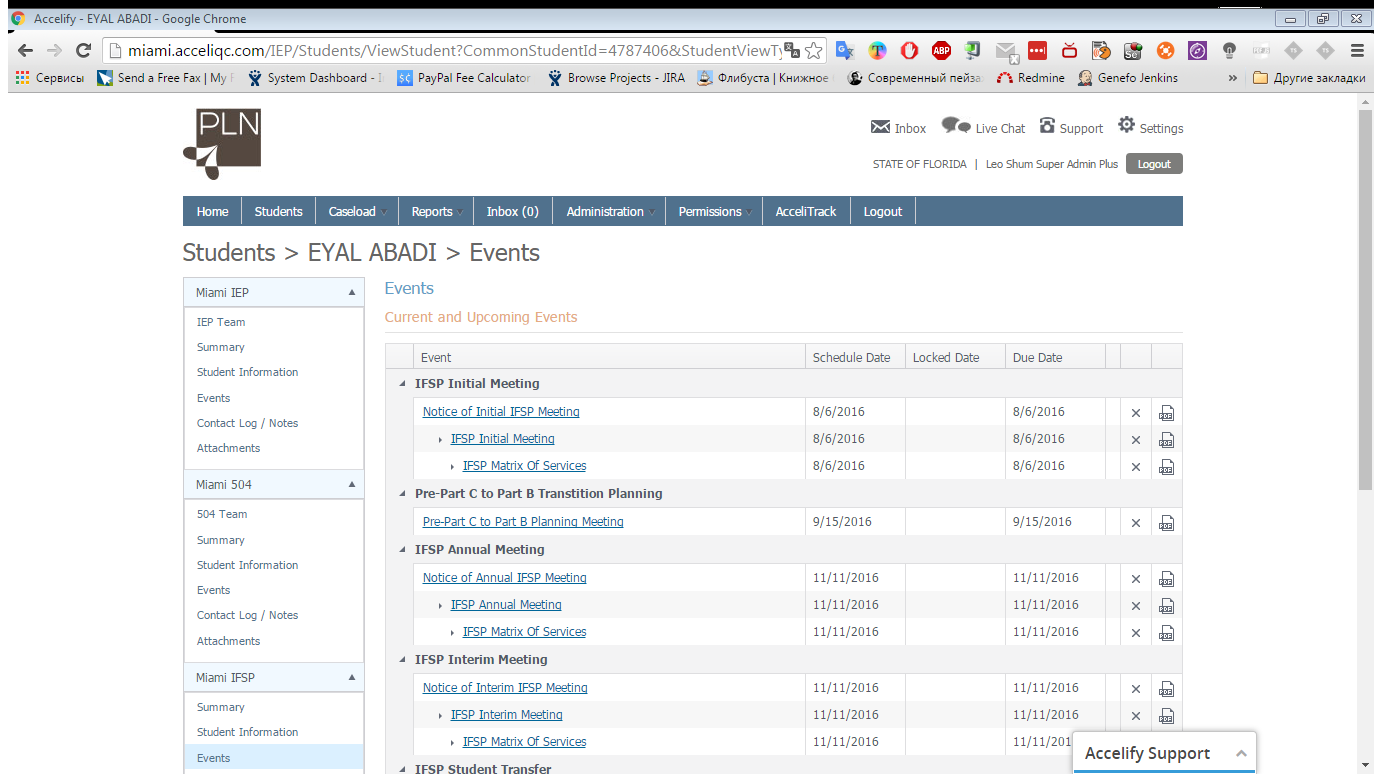 Accelify - EYAL ABADI - Google Chrome
miami.acceliqc.com/IEP/Students/ViewStudent?CommonStudentId=4787406&StudentViewTy
Сервисы Send a Free Fax | My F System Dashboard - I PayPal Fee Calculator Browse Projects - JIRA Флибуста | Книжное Современный пейза Redmine Genefo Jenkins » Другие закладки
PLN
Inbox Live Chat Support Settings
STATE OF FLORIDA | Leo Shum Super Admin Plus Logout
Home Students Caseload Reports Inbox (0) Administration Permissions AcceliTrack Logout
Students > EYAL ABADI > Events
Miami IEP
IEP Team
Summary
Student Information
Events
Contact Log / Notes
Attachments
Miami 504
504 Team
Summary
Student Information
Events
Contact Log / Notes
Attachments
Miami IFSP
Summary
Student Information
Events
Events
Current and Upcoming Events
Event Schedule Date Locked Date Due Date
IFSP Initial Meeting
Notice of Initial IFSP Meeting 8/6/2016 8/6/2016
IFSP Initial Meeting 8/6/2016 8/6/2016
IFSP Matrix Of Services 8/6/2016 8/6/2016
Pre-Part C to Part B Transtition Planning
Pre-Part C to Part B Planning Meeting 9/15/2016 9/15/2016
IFSP Annual Meeting
Notice of Annual IFSP Meeting 11/11/2016 11/11/2016
IFSP Annual Meeting 11/11/2016 11/11/2016
IFSP Matrix Of Services 11/11/2016 11/11/2016
IFSP Interim Meeting
Notice of Interim IFSP Meeting 11/11/2016 11/11/2016
IFSP Interim Meeting 11/11/2016 11/11/2016
IFSP Matrix Of Services 11/11/2016 11/11/201
IFSP Student Transfer
Accelify Support